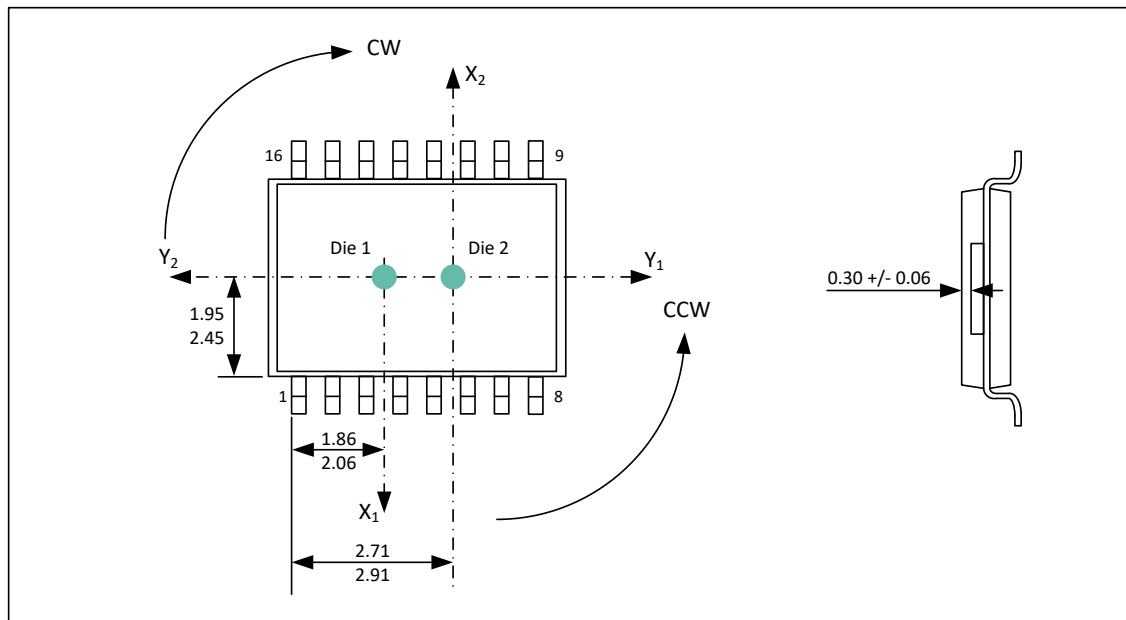 CW
X2
16
9
Die 1
Die 2
Y2
Y1
0.30 +/- 0.06
1.95
2.45
CCW
1
8
1.86
2.06
X1
2.71
2.91